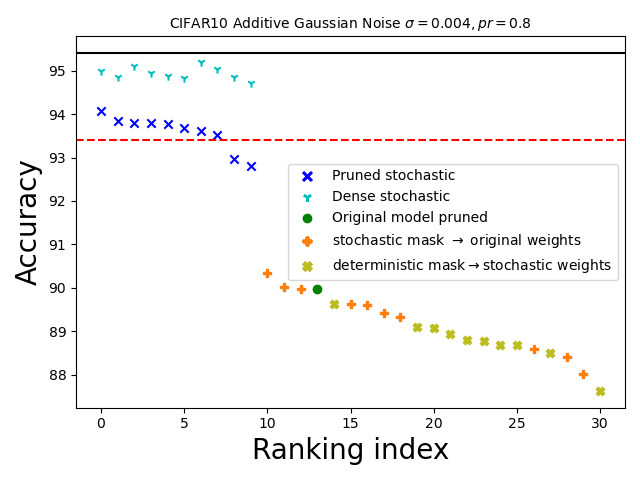 CIFAR10 Additive Gaussian Noise σ = 0.004, pr = 0.8
Accuracy
95
94
93
92
91
90
89
88
Pruned stochastic
Dense stochastic
Original model pruned
stochastic mask → original weights
deterministic mask → stochastic weights
0 5 10 15 20 25 30
Ranking index